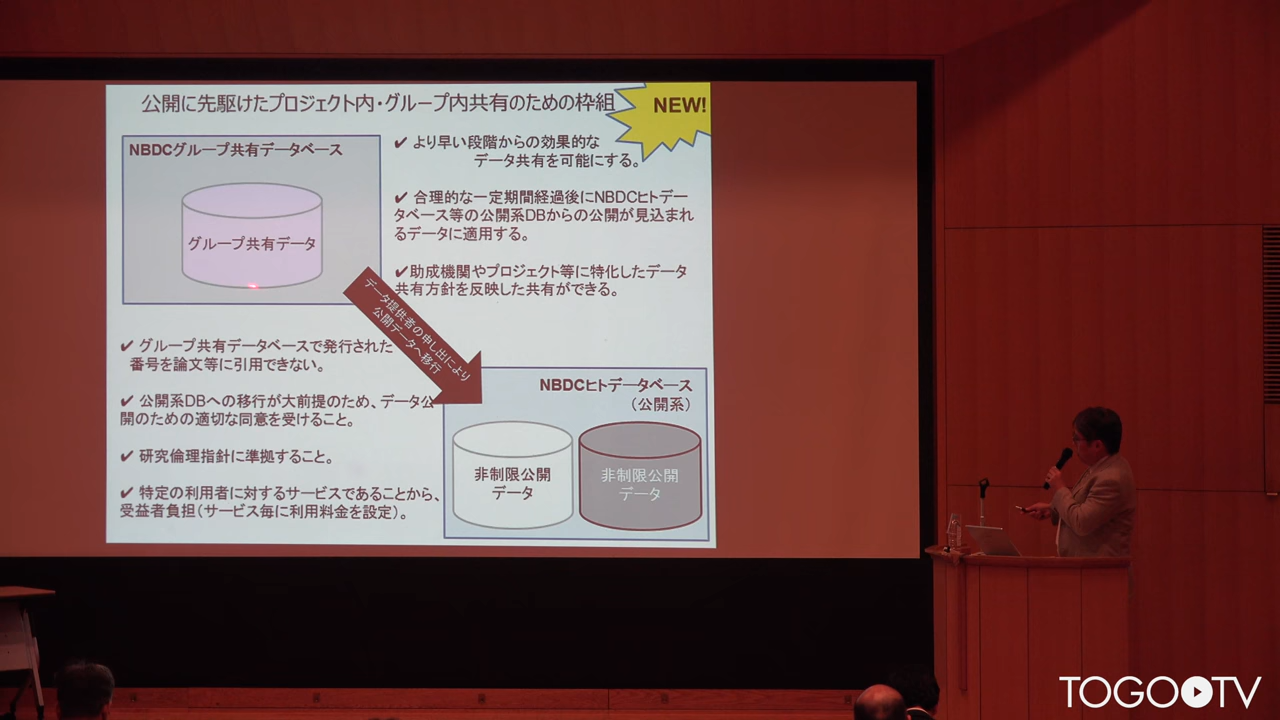 公開に先駆けたプロジェクト内・グループ内共有のための枠組
NEW!
NBDCグループ共有データベース
グループ共有データ
✔ より早い段階からの効果的な
データ共有を可能にする。
✔ 合理的な一定期間経過後にNBDCヒトデー
タベース等の公開系DBからの公開が見込まれ
るデータに適用する。
✔助成機関やプロジェクト等に特化したデータ
共有方針を反映した共有ができる。
データ提供者の申し出により
公開データへ移行
✔ グループ共有データベースで発行された
番号を論文等に引用できない。
✔ 公開系DBへの移行が大前提のため、データ公
開のための適切な同意を受けること。
✔ 研究倫理指針に準拠すること。
✔ 特定の利用者に対するサービスであることから、
受益者負担(サービス毎に利用料金を設定)。
NBDCヒトデータベース
(公開系)
非制限公開
データ
非制限公開
データ
TOGOTV